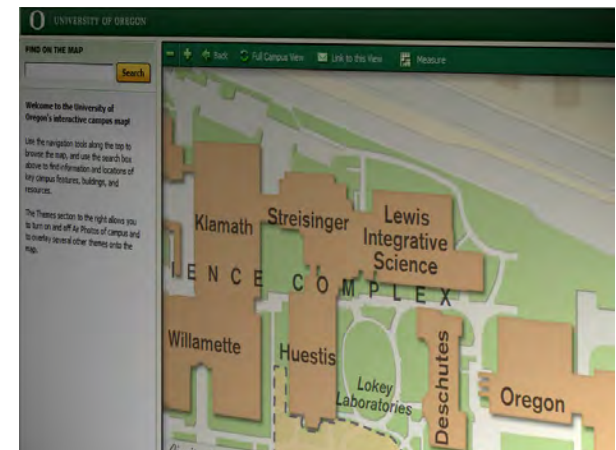 UNIVERSITY OF OREGON
FIND ON THE MAP
Search
Back
Full Campus View
Link to this View
Measure
Welcome to the University of
Oregon's interactive campus map!
Use the navigation tools along the top to
browse the map, and use the search box
above to find information and locations of
key campus features, buildings, and
resources.
The Themes section to the right allows you
to turn on and off Air Photos of campus and
to overlay several other themes onto the
map.
Klamath
Streisinger
Lewis
Integrative
Science
IENCE COMPLEX
Willamette
Huestis
Lokey
Laboratories
Deschutes
Oregon